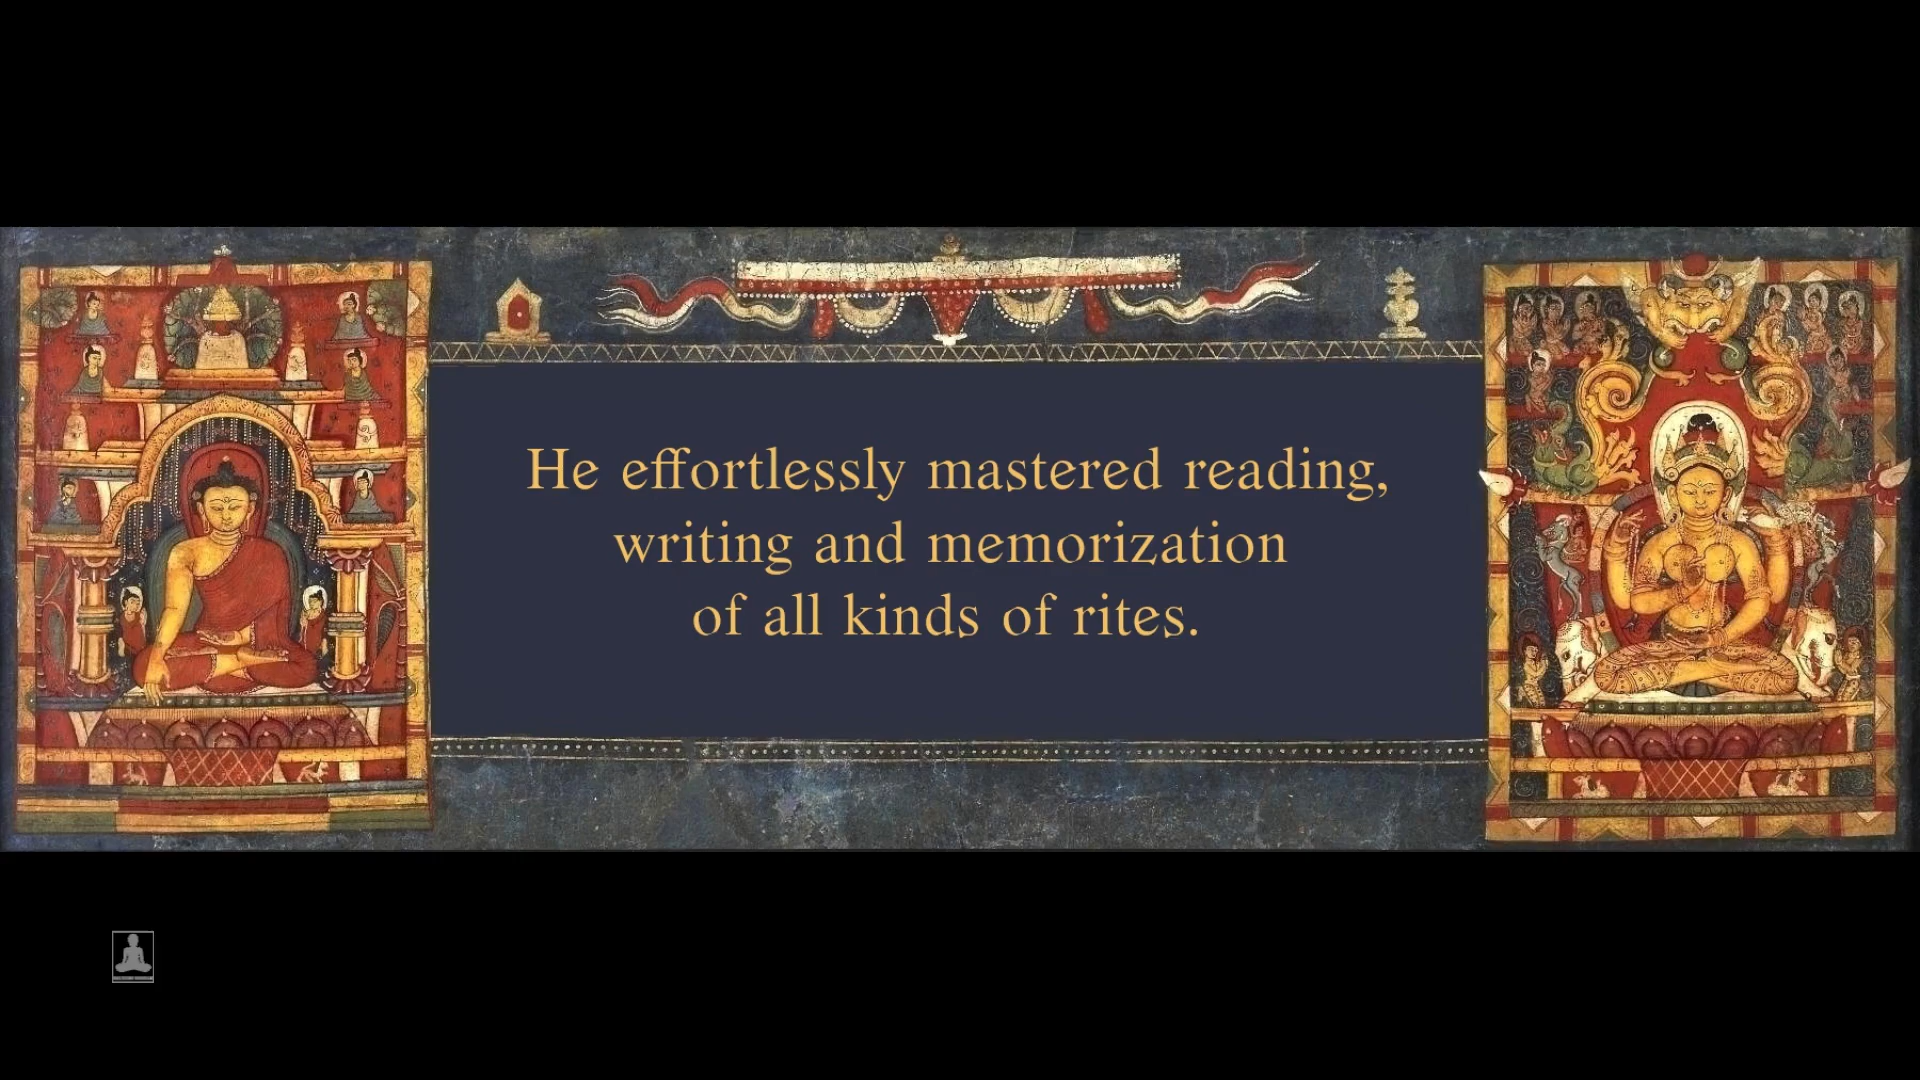 He effortlessly mastered reading,
writing and memorization
of all kinds of rites.